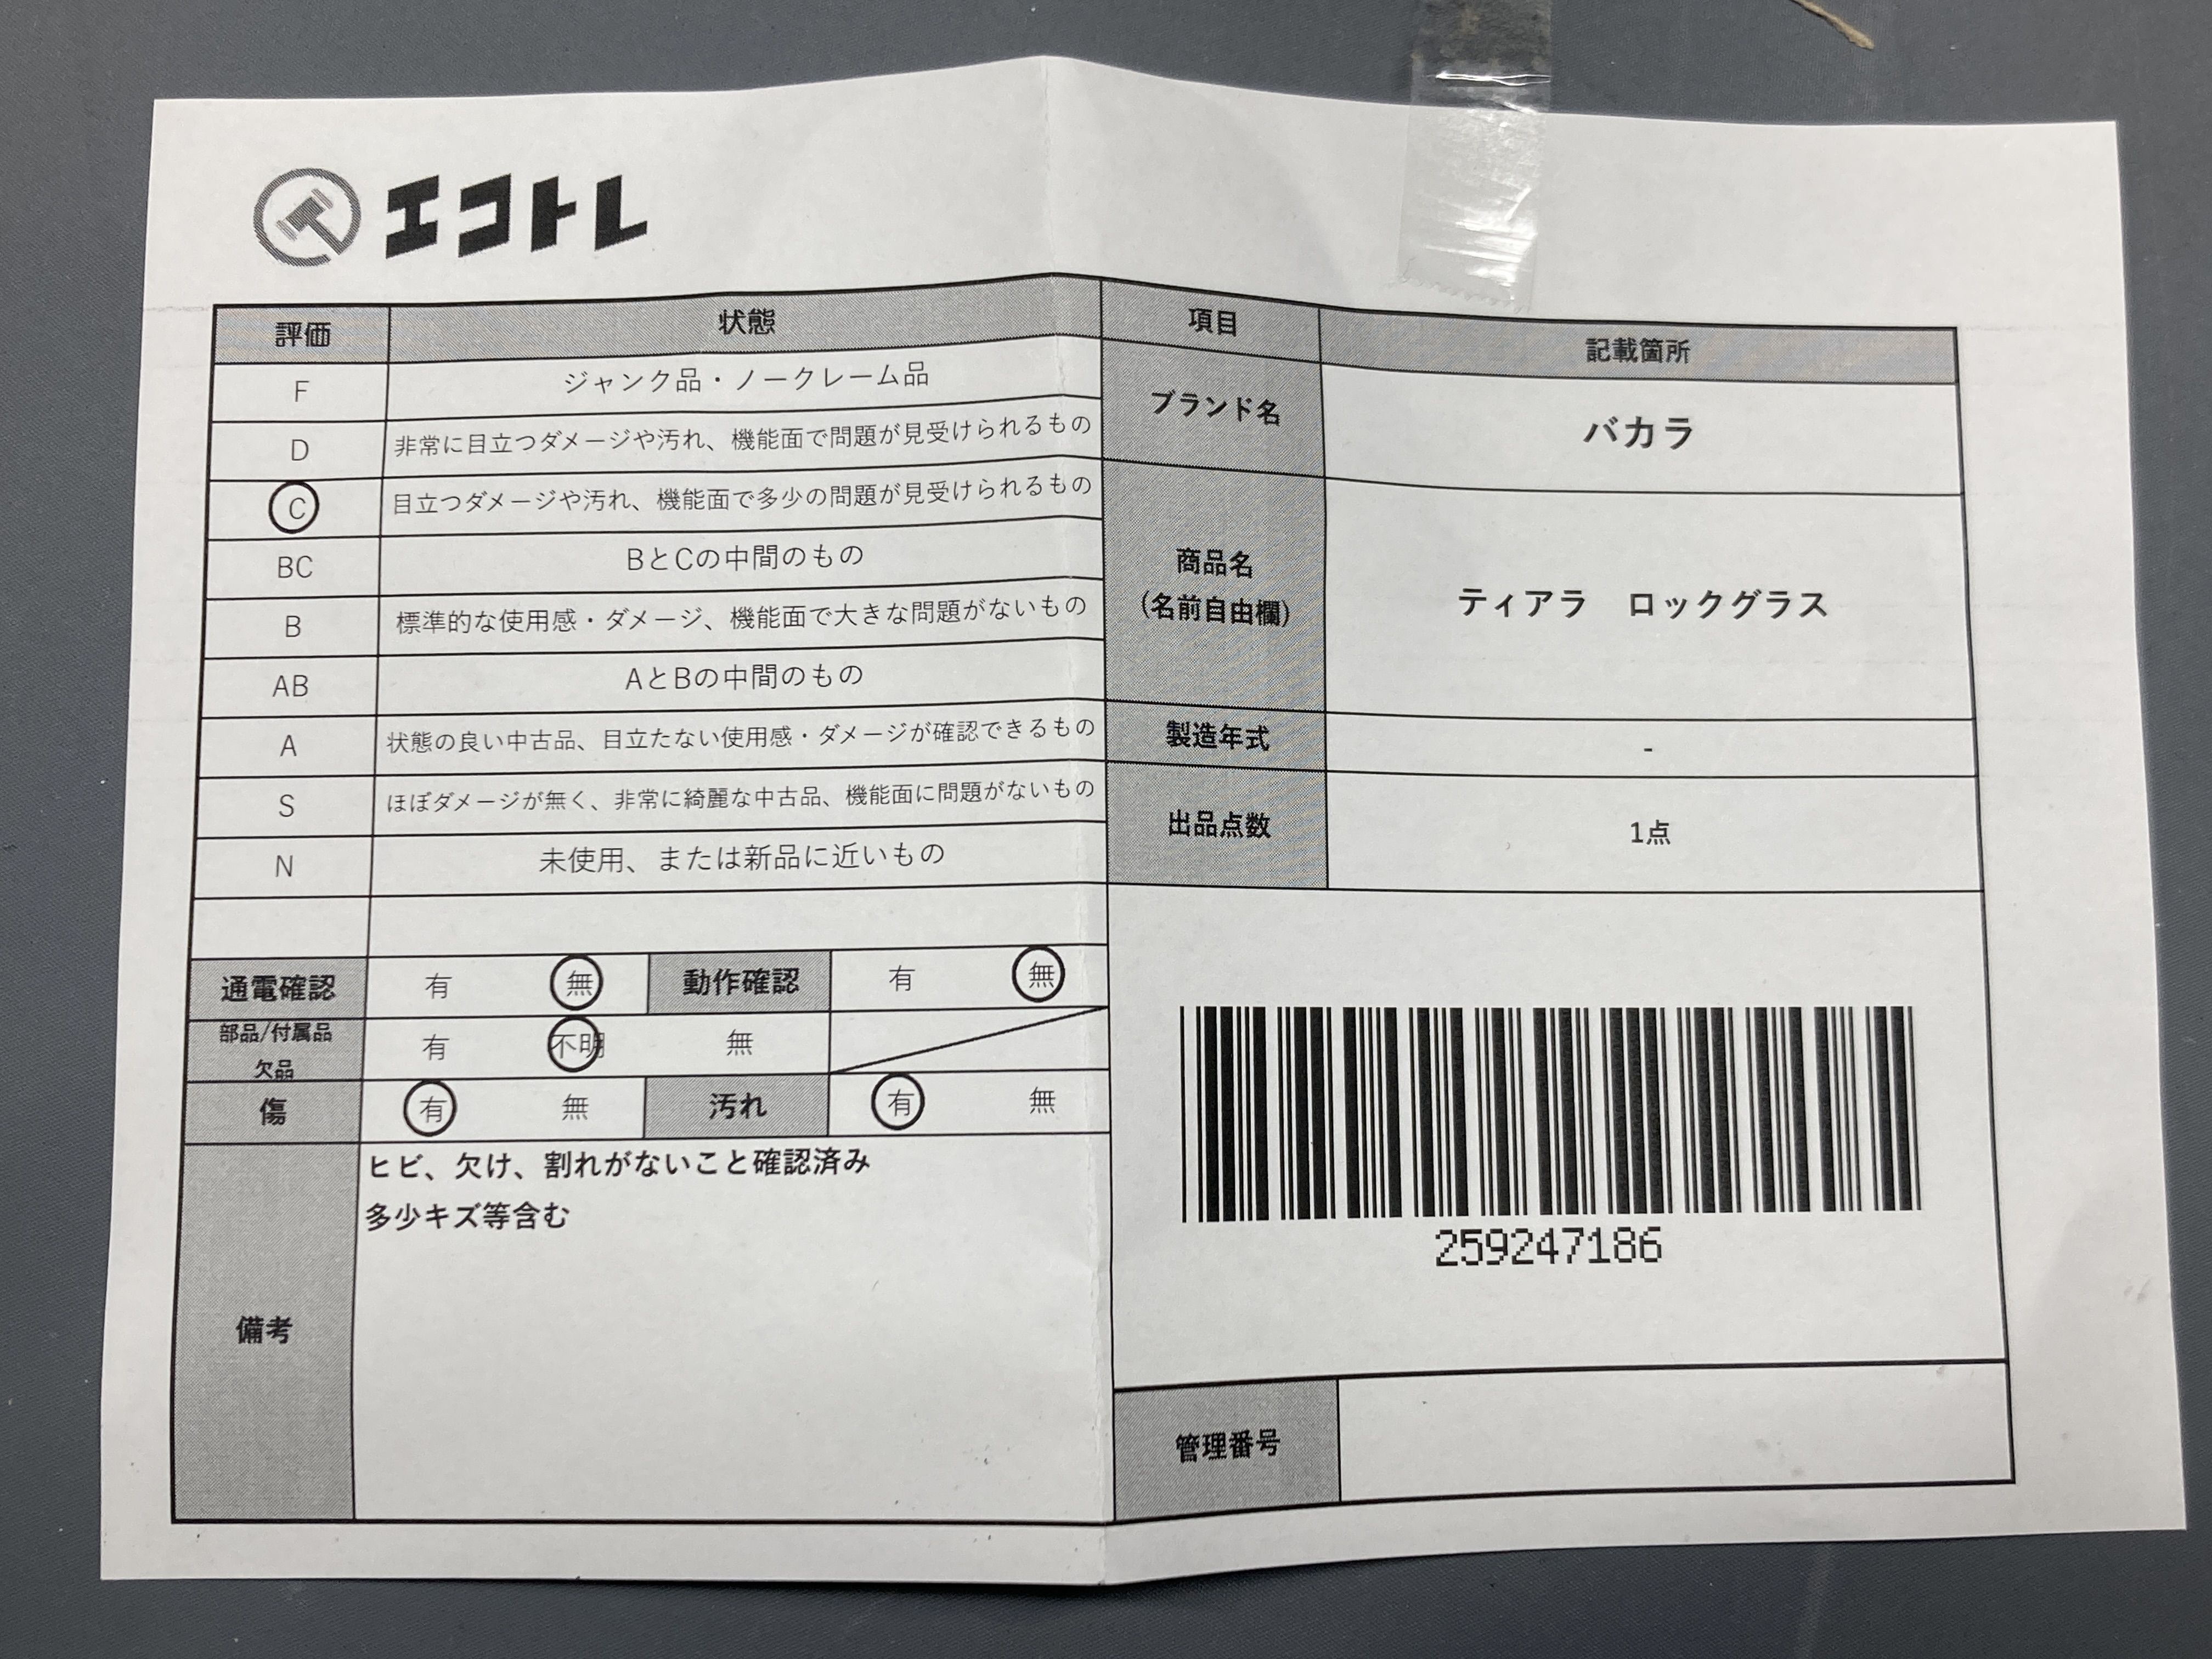 エコトレ
評価 状態
F ジャンク品・ノークレーム品
D 非常に目立つダメージや汚れ、機能面で問題が見受けられるもの
C 目立つダメージや汚れ、機能面で多少の問題が見受けられるもの
BC BとCの中間のもの
B 標準的な使用感・ダメージ、機能面で大きな問題がないもの
AB AとBの中間のもの
A 状態の良い中古品、目立たない使用感・ダメージが確認できるもの
S ほぼダメージが無く、非常に綺麗な中古品、機能面に問題がないもの
N 未使用、または新品に近いもの
通電確認 有 無 動作確認 有 無
部品/付属品
欠品 有 不明 無
傷 有 無 汚れ 有 無
備考
ヒビ、欠け、割れがないこと確認済み
多少キズ等含む
項目 記載箇所
ブランド名 バカラ
商品名
(名前自由欄) ティアラ ロックグラス
製造年式 -
出品点数 1点
259247186
管理番号